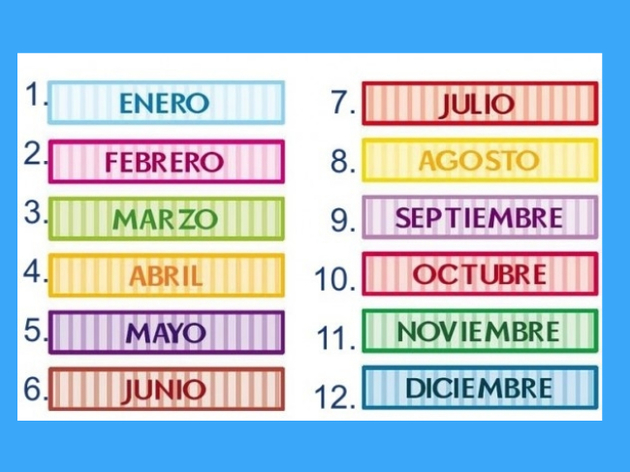 1. ENERO
2. FEBRERO
3. MARZO
4. ABRIL
5. MAYO
6. JUNIO
7. JULIO
8. AGOSTO
9. SEPTIEMBRE
10. OCTUBRE
11. NOVIEMBRE
12. DICIEMBRE